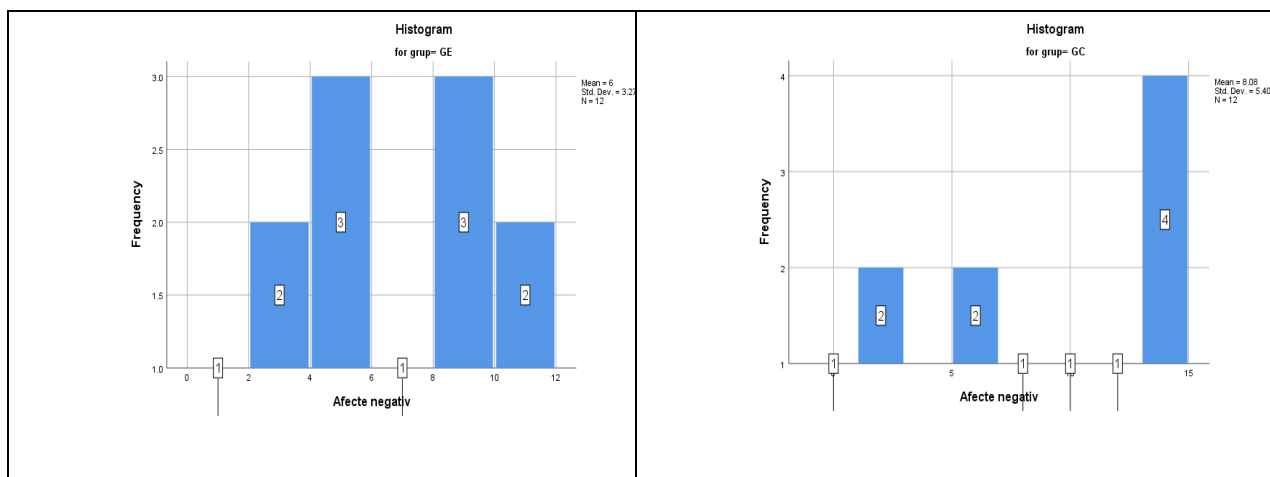 Histogram
for grup= GE
Mean = 6
Std. Dev. = 3.27
N = 12
3.0
2.5
2.0
1.5
1.0
Frequency
2
3
3
2
1
1
0
2
4
6
8
10
12
Afecte negativ
Histogram
for grup= GC
Mean = 8.08
Std. Dev. = 5.40
N = 12
4
3
2
1
Frequency
4
2
2
1
1
1
1
5
15
Afecte negativ